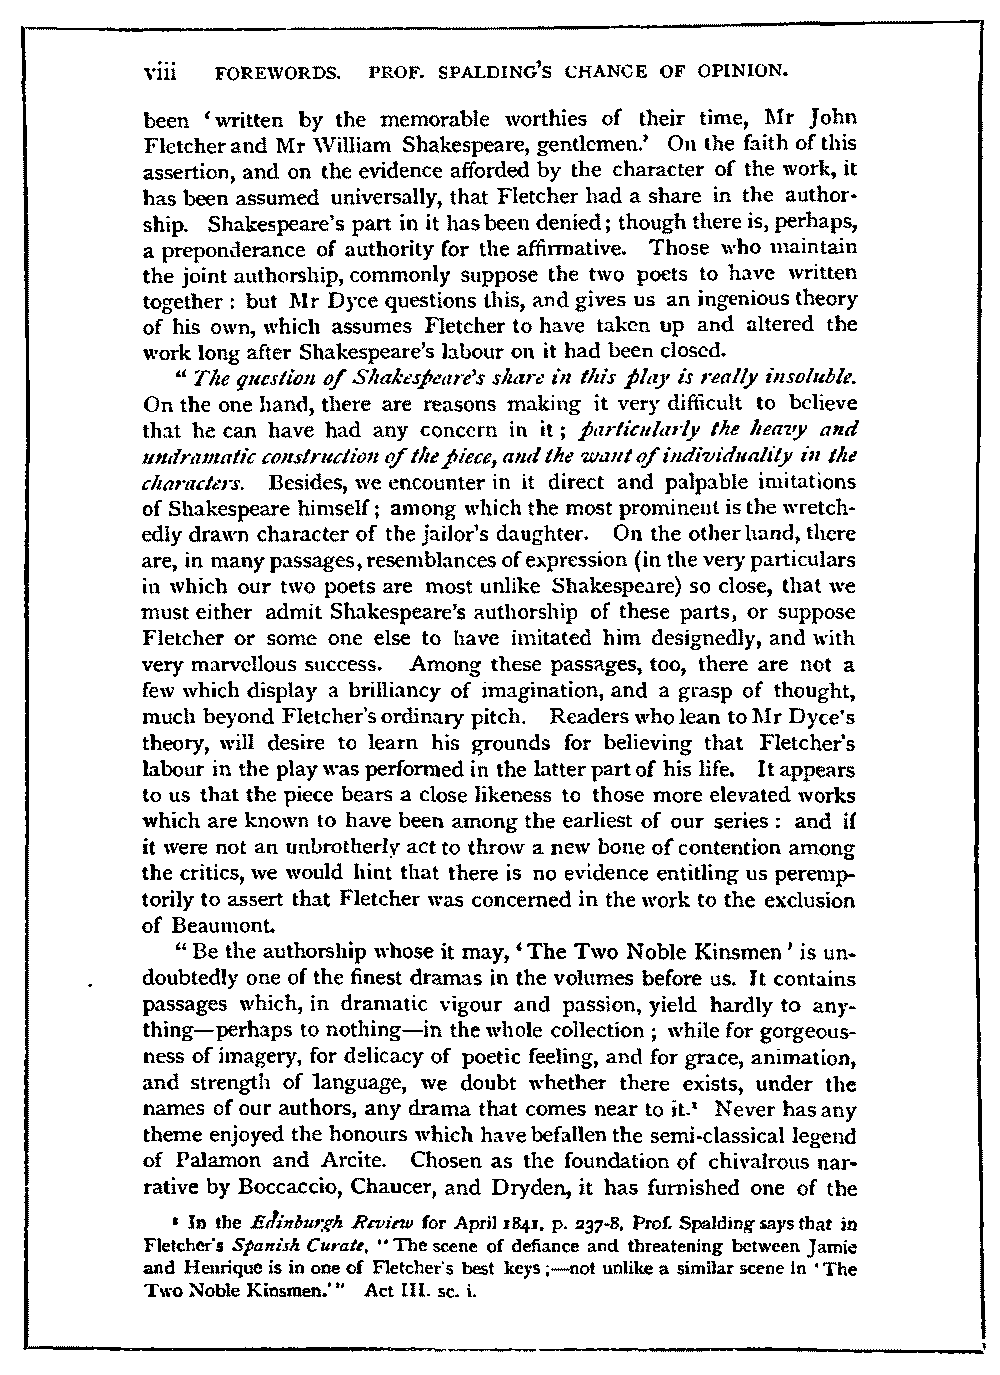 viii FOREWORDS. PROF. SPALDING'S CHANGE OF OPINION.
been 'written by the memorable worthies of their time, Mr John
Fletcher and Mr William Shakespeare, gentlemen.' On the faith of this
assertion, and on the evidence afforded by the character of the work, it
has been assumed universally, that Fletcher had a share in the author-
ship. Shakespeare's part in it has been denied; though there is, perhaps,
a preponderance of authority for the affirmative. Those who maintain
the joint authorship, commonly suppose the two poets to have written
together : but Mr Dyce questions this, and gives us an ingenious theory
of his own, which assumes Fletcher to have taken up and altered the
work long after Shakespeare's labour on it had been closed.
" The question of Shakespeare's share in this play is really insoluble.
On the one hand, there are reasons making it very difficult to believe
that he can have had any concern in it ; particularly the heavy and
undramatic construction of the piece, and the want of individuality in the
characters. Besides, we encounter in it direct and palpable imitations
of Shakespeare himself ; among which the most prominent is the wretch-
edly drawn character of the jailor's daughter. On the other hand, there
are, in many passages, resemblances of expression (in the very particulars
in which our two poets are most unlike Shakespeare) so close, that we
must either admit Shakespeare's authorship of these parts, or suppose
Fletcher or some one else to have imitated him designedly, and with
very marvellous success. Among these passages, too, there are not a
few which display a brilliancy of imagination, and a grasp of thought,
much beyond Fletcher's ordinary pitch. Readers who lean to Mr Dyce's
theory, will desire to learn his grounds for believing that Fletcher's
labour in the play was performed in the latter part of his life. It appears
to us that the piece bears a close likeness to those more elevated works
which are known to have been among the earliest of our series : and if
it were not an unbrotherly act to throw a new bone of contention among
the critics, we would hint that there is no evidence entitling us peremp-
torily to assert that Fletcher was concerned in the work to the exclusion
of Beaumont.
" Be the authorship whose it may, ' The Two Noble Kinsmen ' is un-
doubtedly one of the finest dramas in the volumes before us. It contains
passages which, in dramatic vigour and passion, yield hardly to any-
thing—perhaps to nothing—in the whole collection ; while for gorgeous-
ness of imagery, for delicacy of poetic feeling, and for grace, animation,
and strength of language, we doubt whether there exists, under the
names of our authors, any drama that comes near to it.¹ Never has any
theme enjoyed the honours which have befallen the semi-classical legend
of Palamon and Arcite. Chosen as the foundation of chivalrous nar-
rative by Boccaccio, Chaucer, and Dryden, it has furnished one of the
¹ In the Edinburgh Review for April 1841, p. 237-8, Prof. Spalding says that in
Fletcher's Spanish Curate, "The scene of defiance and threatening between Jamie
and Henrique is in one of Fletcher's best keys ;—not unlike a similar scene in 'The
Two Noble Kinsmen.'" Act III. sc. i.